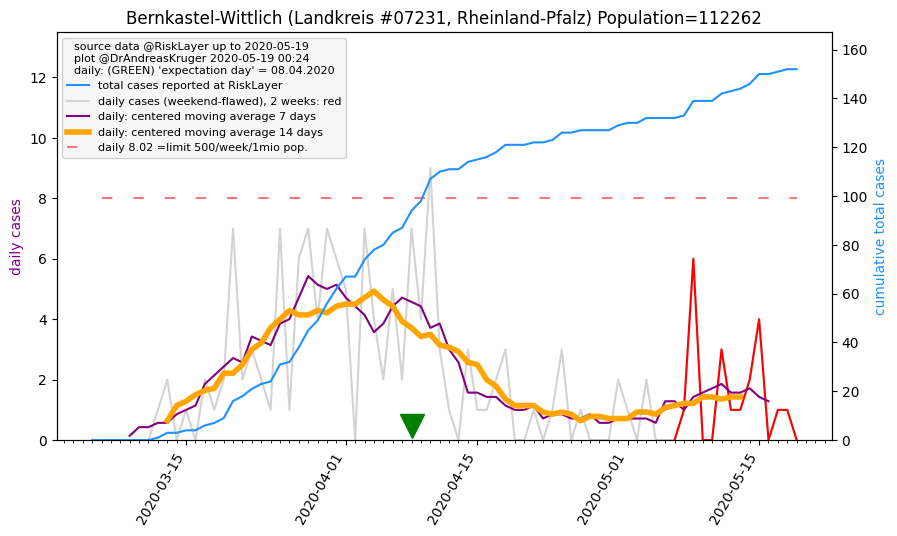 Bernkastel-Wittlich (Landkreis #07231, Rheinland-Pfalz) Population=112262
source data @RiskLayer up to 2020-05-19
plot @DrAndreasKruger 2020-05-19 00:24
daily: (GREEN) 'expectation day' = 08.04.2020
total cases reported at RiskLayer
daily cases (weekend-flawed), 2 weeks: red
daily: centered moving average 7 days
daily: centered moving average 14 days
daily 8.02 =limit 500/week/1mio pop.
daily cases
12
10
8
6
4
2
0
160
140
120
100
80
60
40
20
0
cumulative total cases
2020-03-15
2020-04-01
2020-04-15
2020-05-01
2020-05-15